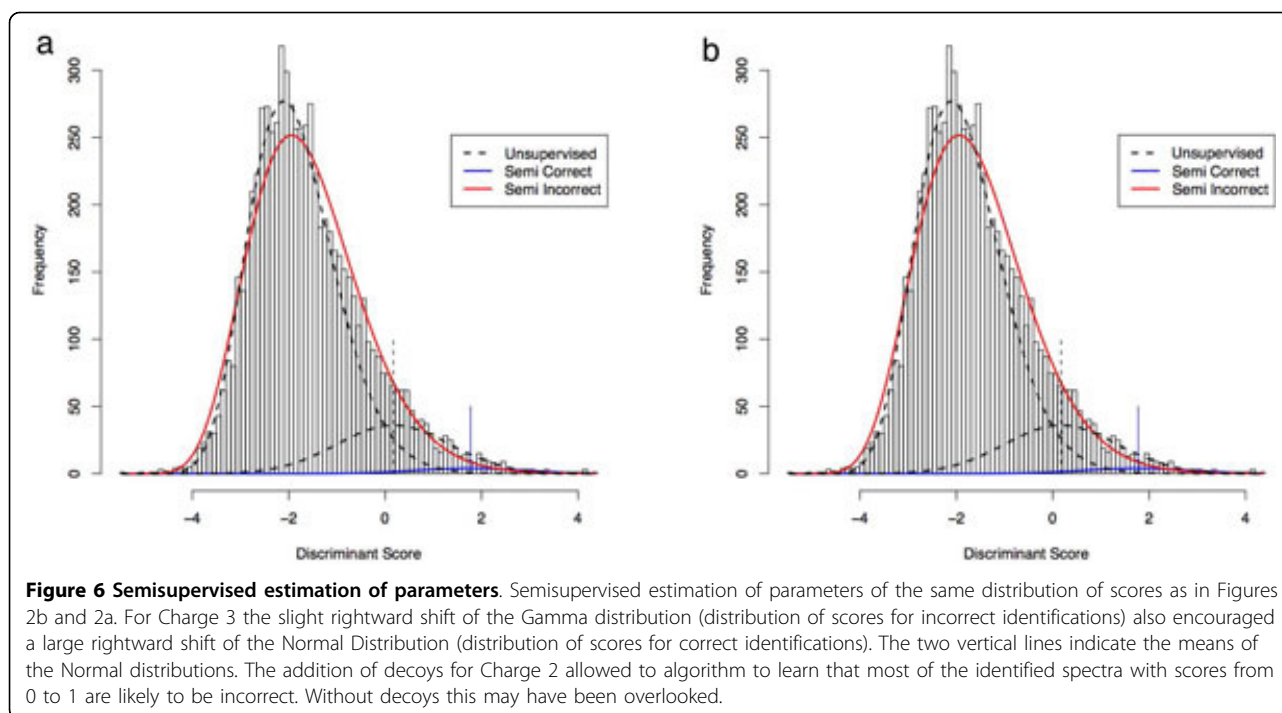 a
b
300
250
200
150
100
50
0
Frequency
Unsupervised
Semi Correct
Semi Incorrect
−4
−2
0
2
4
Discriminant Score
300
250
200
150
100
50
0
Frequency
Unsupervised
Semi Correct
Semi Incorrect
−4
−2
0
2
4
Discriminant Score
Figure 6 Semisupervised estimation of parameters. Semisupervised estimation of parameters of the same distribution of scores as in Figures
2b and 2a. For Charge 3 the slight rightward shift of the Gamma distribution (distribution of scores for incorrect identifications) also encouraged
a large rightward shift of the Normal Distribution (distribution of scores for correct identifications). The two vertical lines indicate the means of
the Normal distributions. The addition of decoys for Charge 2 allowed to algorithm to learn that most of the identified spectra with scores from
0 to 1 are likely to be incorrect. Without decoys this may have been overlooked.